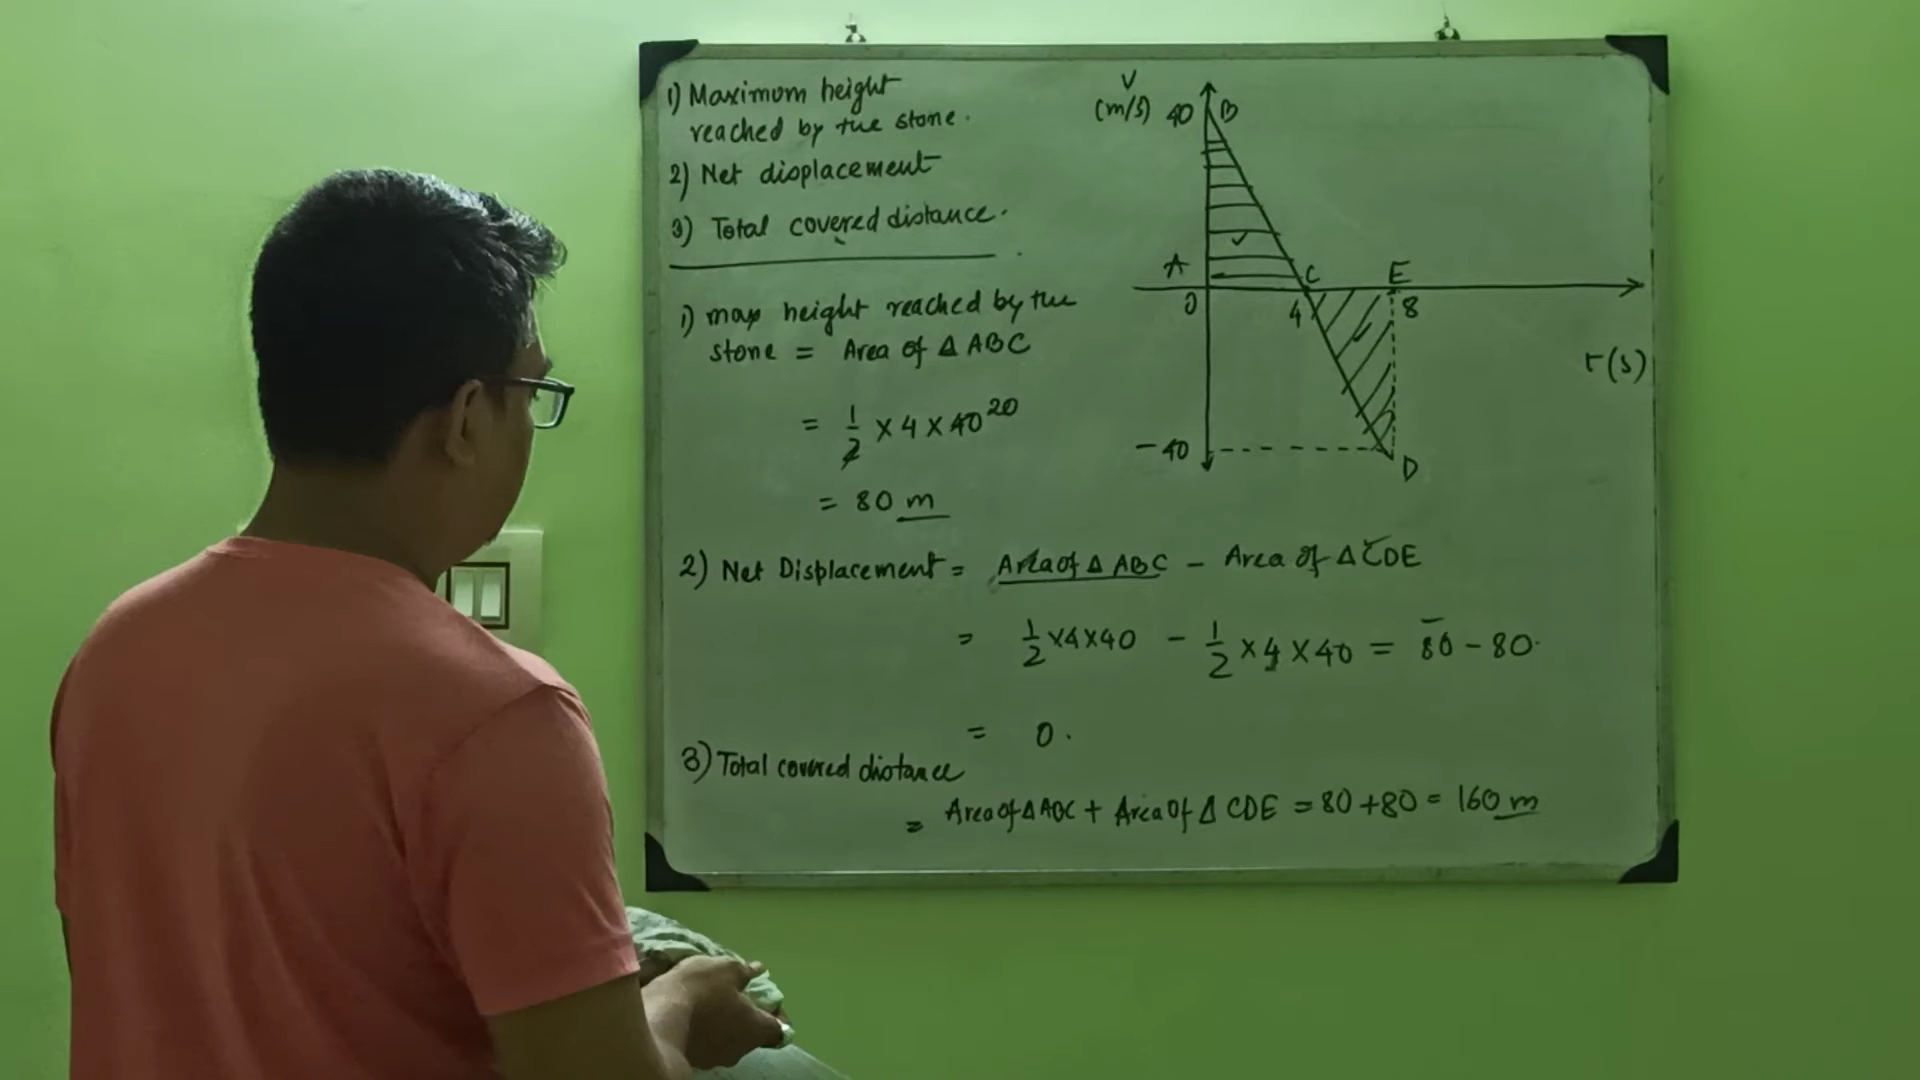 1) Maximum height
reached by the stone.
2) Net displacement
3) Total covered distance.
1) max height reached by the
stone = Area of Δ ABC
= 1/2 × 4 × 40 20
= 80 m
V
(m/s) 40 B
A C E
0 4 8
t(s)
-40 D
2) Net Displacement = Area of Δ ABC - Area of Δ CDE
= 1/2 ×4×40 - 1/2 ×4 ×40 = 80 - 80.
= 0.
3) Total covered distance
= Area of Δ ABC + Area of Δ CDE = 80+80 = 160 m